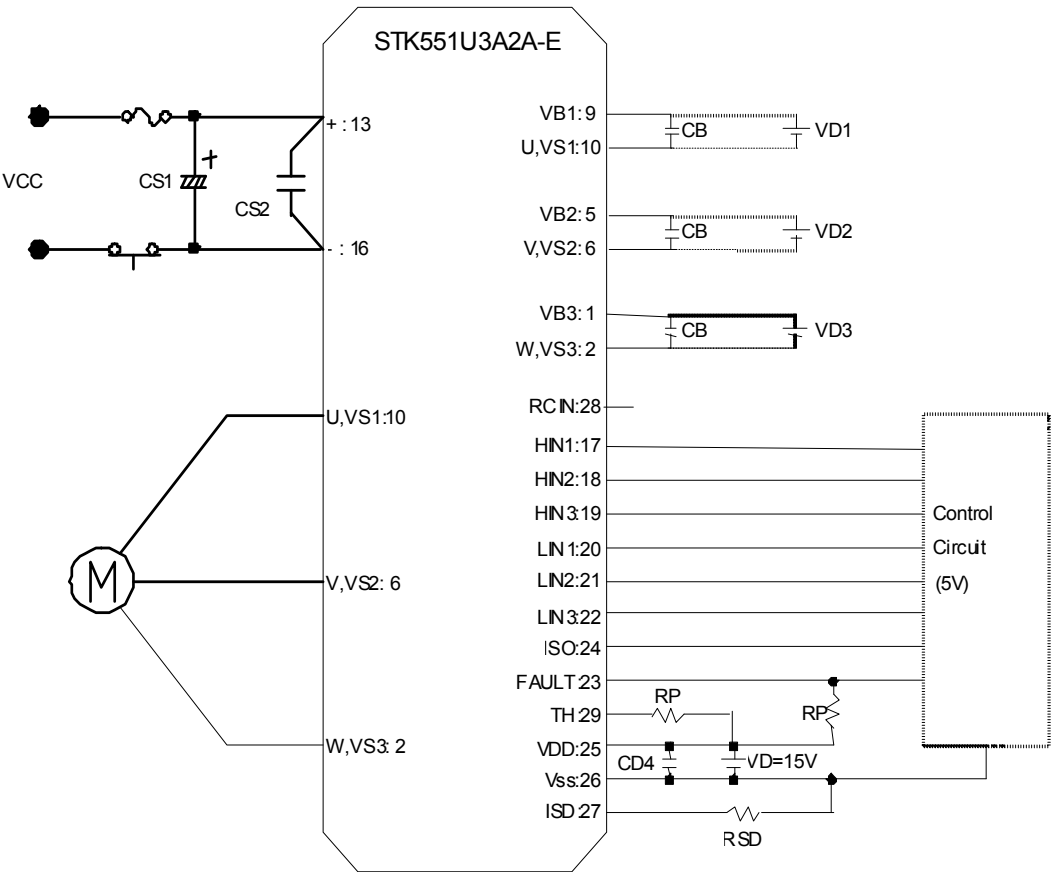 STK551U3A2A-E
VCC
CS1
+
CS2
+ : 13
- : 16
U,VS1:10
V,VS2: 6
W,VS3: 2
M
VB1: 9
U,VS1:10
CB
VD1
VB2: 5
V,VS2: 6
CB
VD2
VB3: 1
W,VS3: 2
CB
VD3
RCIN:28
HIN1:17
HIN2:18
HIN3:19
LIN1:20
LIN2:21
LIN3:22
ISO:24
FAULT:23
TH:29
VDD:25
Vss:26
ISD:27
Control
Circuit
(5V)
RP
RP
CD4
VD=15V
RSD